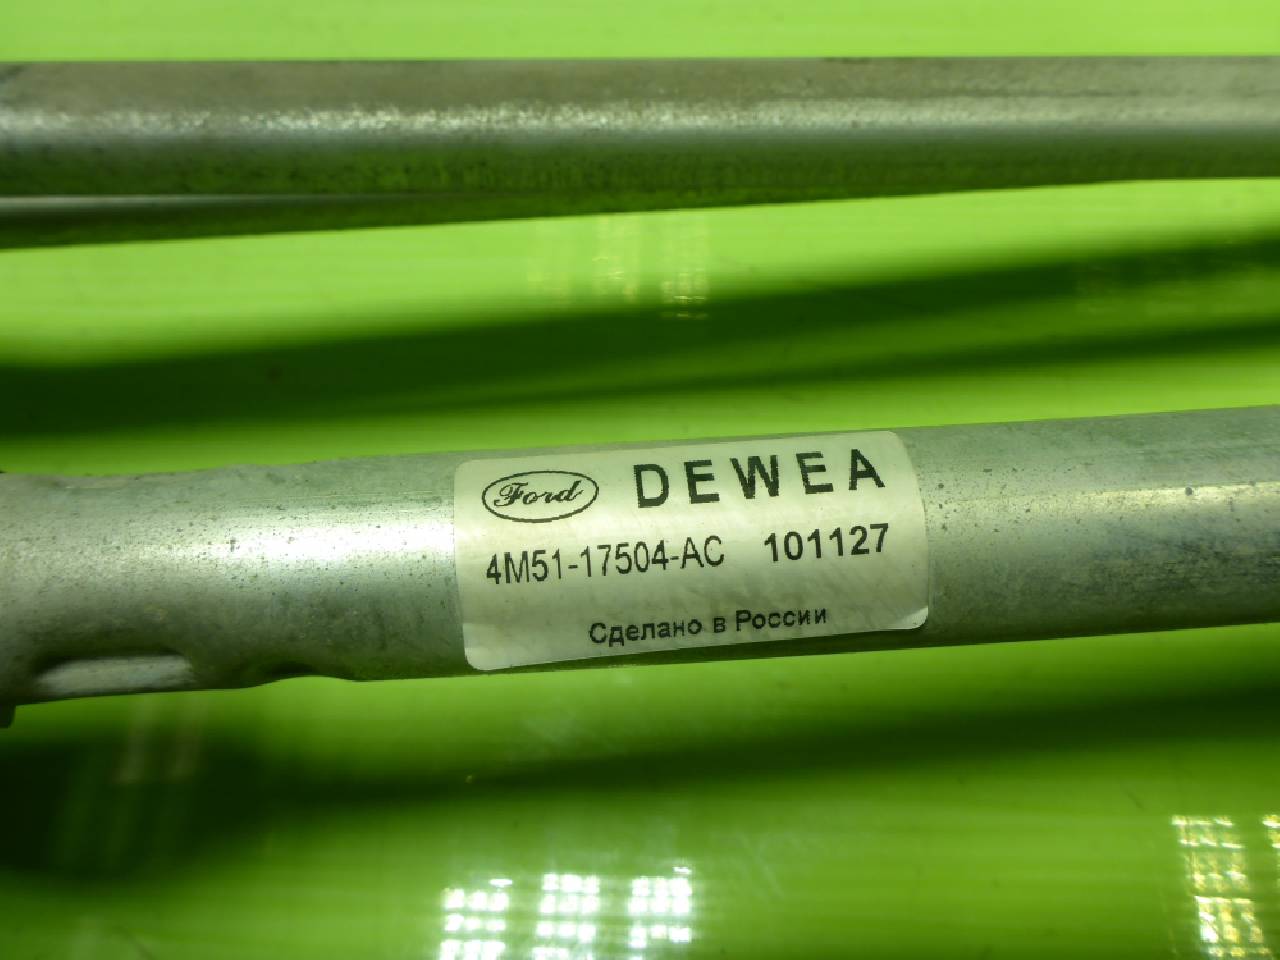 Ford DEWEA
4M51-17504-AC 101127
Сделано в России